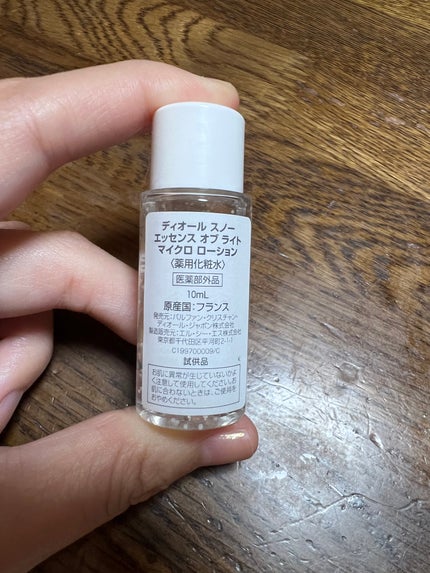 ディオール スノー
エッセンス オブ ライト
マイクロ ローション
〈薬用化粧水〉
医薬部外品
10mL
原産国：フランス
発売元：パルファン・クリスチャン・
ディオール・ジャポン株式会社
製造販売元：エル・シー・エス株式会社
東京都千代田区平河町2-1-1
C199700009/C
試供品
お肌に異常が生じていないかよ
く注意して使用してください。お
肌に合わないときは、ご使用を
おやめください。